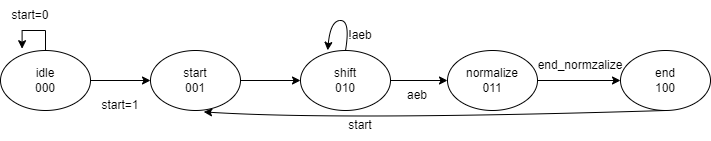 start=0
!aeb
idle
000
start
001
shift
010
normalize
011
end_normzalize
end
100
start=1
aeb
start